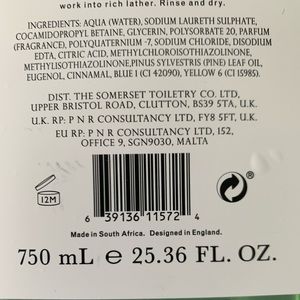 work into rich lather. Rinse and dry.
INGREDIENTS: AQUA (WATER), SODIUM LAURETH SULPHATE,
COCAMIDOPROPYL BETAINE, GLYCERIN, POLYSORBATE 20, PARFUM
(FRAGRANCE), POLYQUATERNIUM -7, SODIUM CHLORIDE, DISODIUM
EDTA, CITRIC ACID, METHYLCHLOROISOTHIAZOLINONE,
METHYLISOTHIAZOLINONE, PINUS SYLVESTRIS (PINE) LEAF OIL,
EUGENOL, CINNAMAL, BLUE 1 (CI 42090), YELLOW 6 (CI 15985).
DIST. THE SOMERSET TOILETRY CO. LTD,
UPPER BRISTOL ROAD, CLUTTON, BS39 5TA, U.K.
U.K. RP: P N R CONSULTANCY LTD, FY8 5FT, U.K.
EU RP: P N R CONSULTANCY LTD, 152,
OFFICE 9, SGN9030, MALTA
12M
6 39136 11572 4
Made in South Africa. Designed in England.
750 mL e 25.36 FL. OZ.